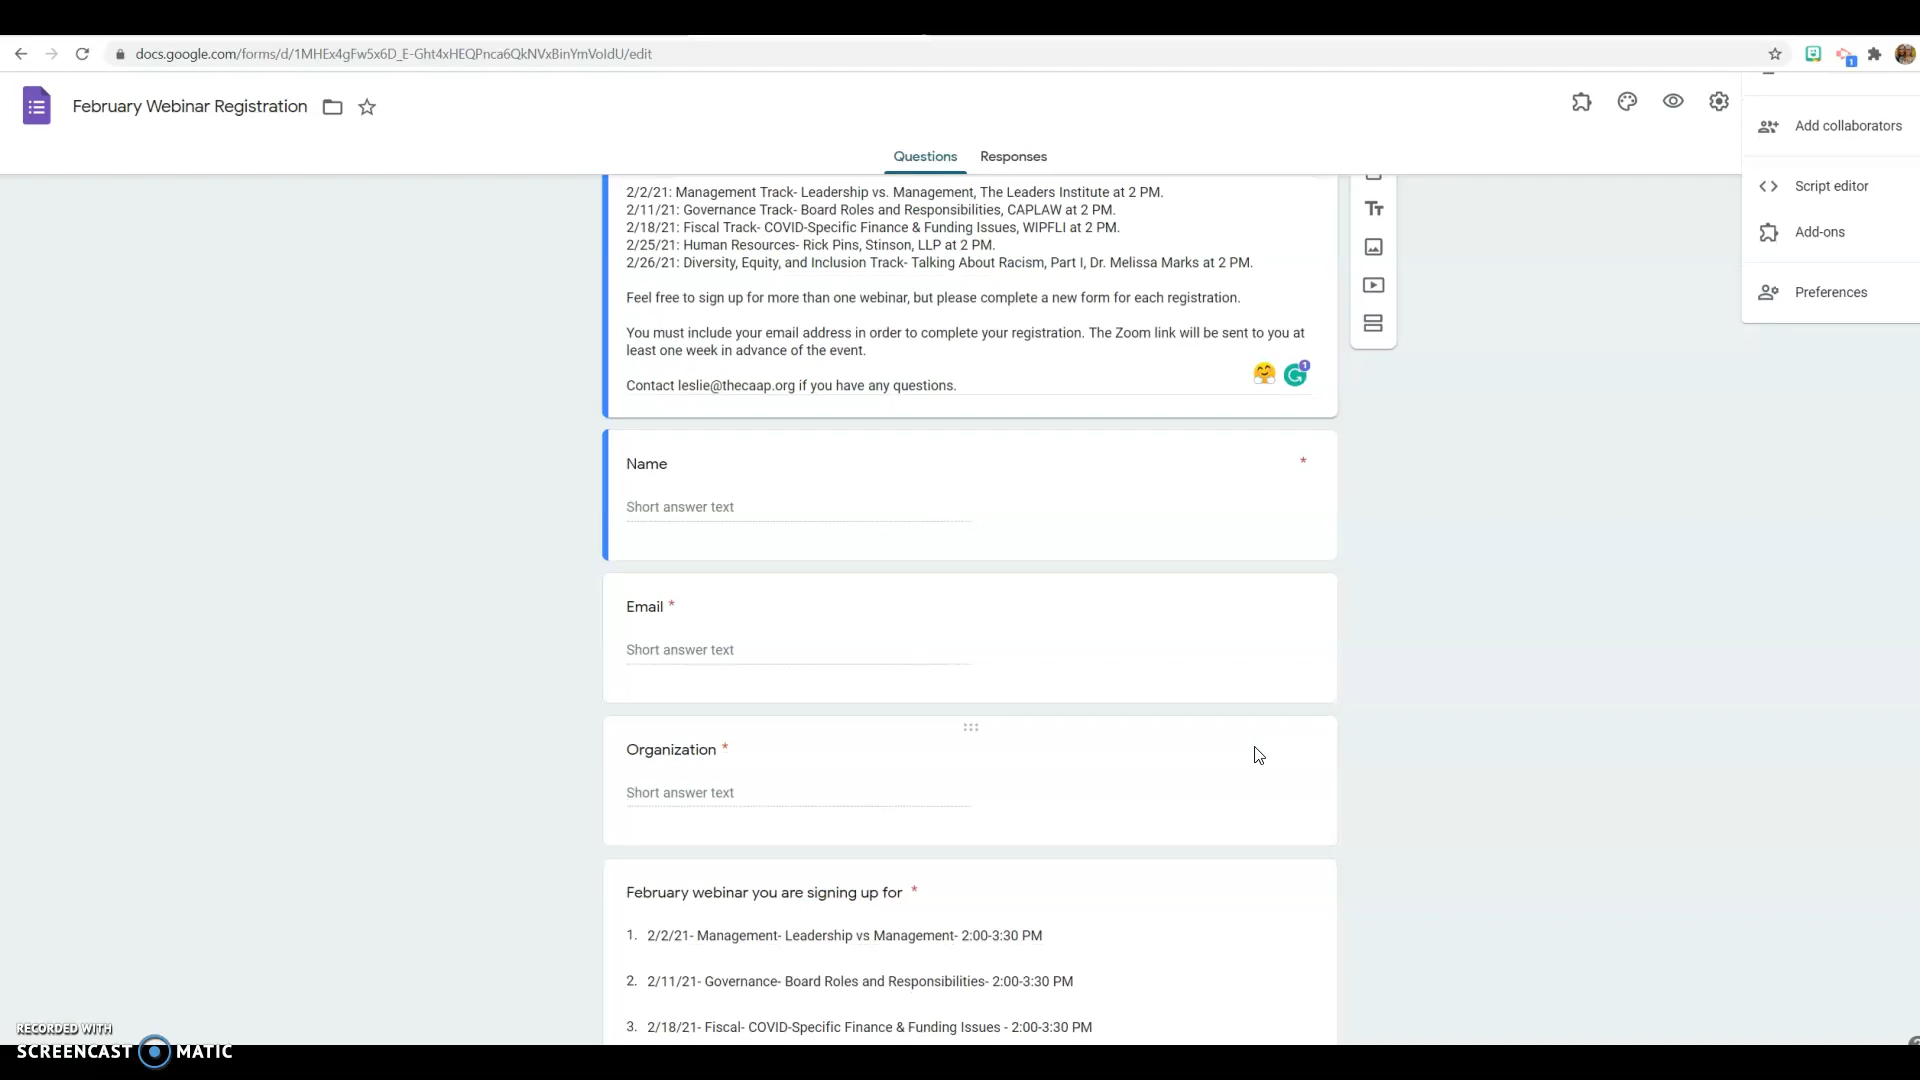 docs.google.com/forms/d/1MHEx4gFw5x6D_E-Ght4xHEQPnca6QkNVxBinYmVoIdU/edit
1
February Webinar Registration
Add collaborators
Questions
Responses
Script editor
2/2/21: Management Track- Leadership vs. Management, The Leaders Institute at 2 PM.
2/11/21: Governance Track- Board Roles and Responsibilities, CAPLAW at 2 PM.
2/18/21: Fiscal Track- COVID-Specific Finance & Funding Issues, WIPFLI at 2 PM.
2/25/21: Human Resources- Rick Pins, Stinson, LLP at 2 PM.
2/26/21: Diversity, Equity, and Inclusion Track- Talking About Racism, Part I, Dr. Melissa Marks at 2 PM.
Tт
Add-ons
Preferences
Feel free to sign up for more than one webinar, but please complete a new form for each registration.
You must include your email address in order to complete your registration. The Zoom link will be sent to you at
least one week in advance of the event.
1
Contact leslie@thecaap.org if you have any questions.
Name *
Short answer text
Email *
Short answer text
Organization *
Short answer text
February webinar you are signing up for *
1. 2/2/21- Management- Leadership vs Management- 2:00-3:30 PM
2. 2/11/21- Governance- Board Roles and Responsibilities- 2:00-3:30 PM
3. 2/18/21- Fiscal- COVID-Specific Finance & Funding Issues - 2:00-3:30 PM
RECORDED WITH
SCREENCAST MATIC